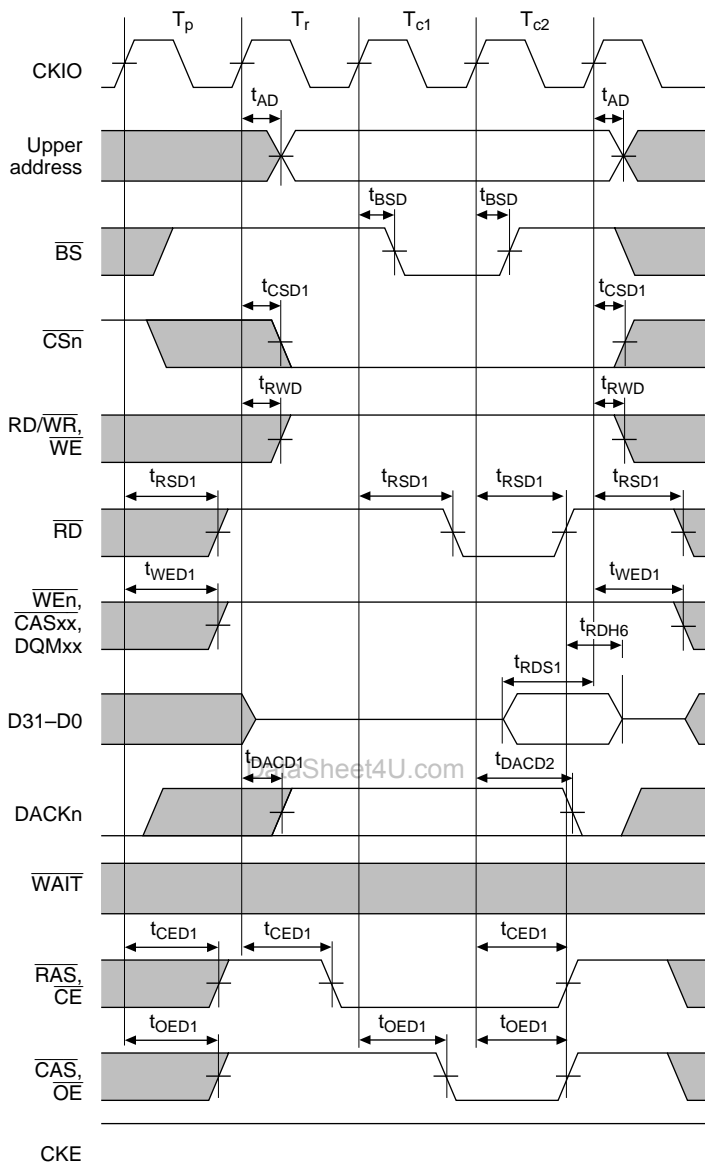 Tp Tr Tc1 Tc2
CKIO
tAD tAD
Upper
address
tBSD tBSD
BS
tCSD1 tCSD1
CSn
tRWD tRWD
RD/WR,
WE
tRSD1 tRSD1 tRSD1 tRSD1
RD
tWED1 tWED1
WEn,
CASxx,
DQMxx
tRDH6
tRDS1
D31–D0
DataSheet4U.com
tDACD1 tDACD2
DACKn
WAIT
tCED1 tCED1 tCED1
RAS,
CE
tOED1 tOED1 tOED1
CAS,
OE
CKE